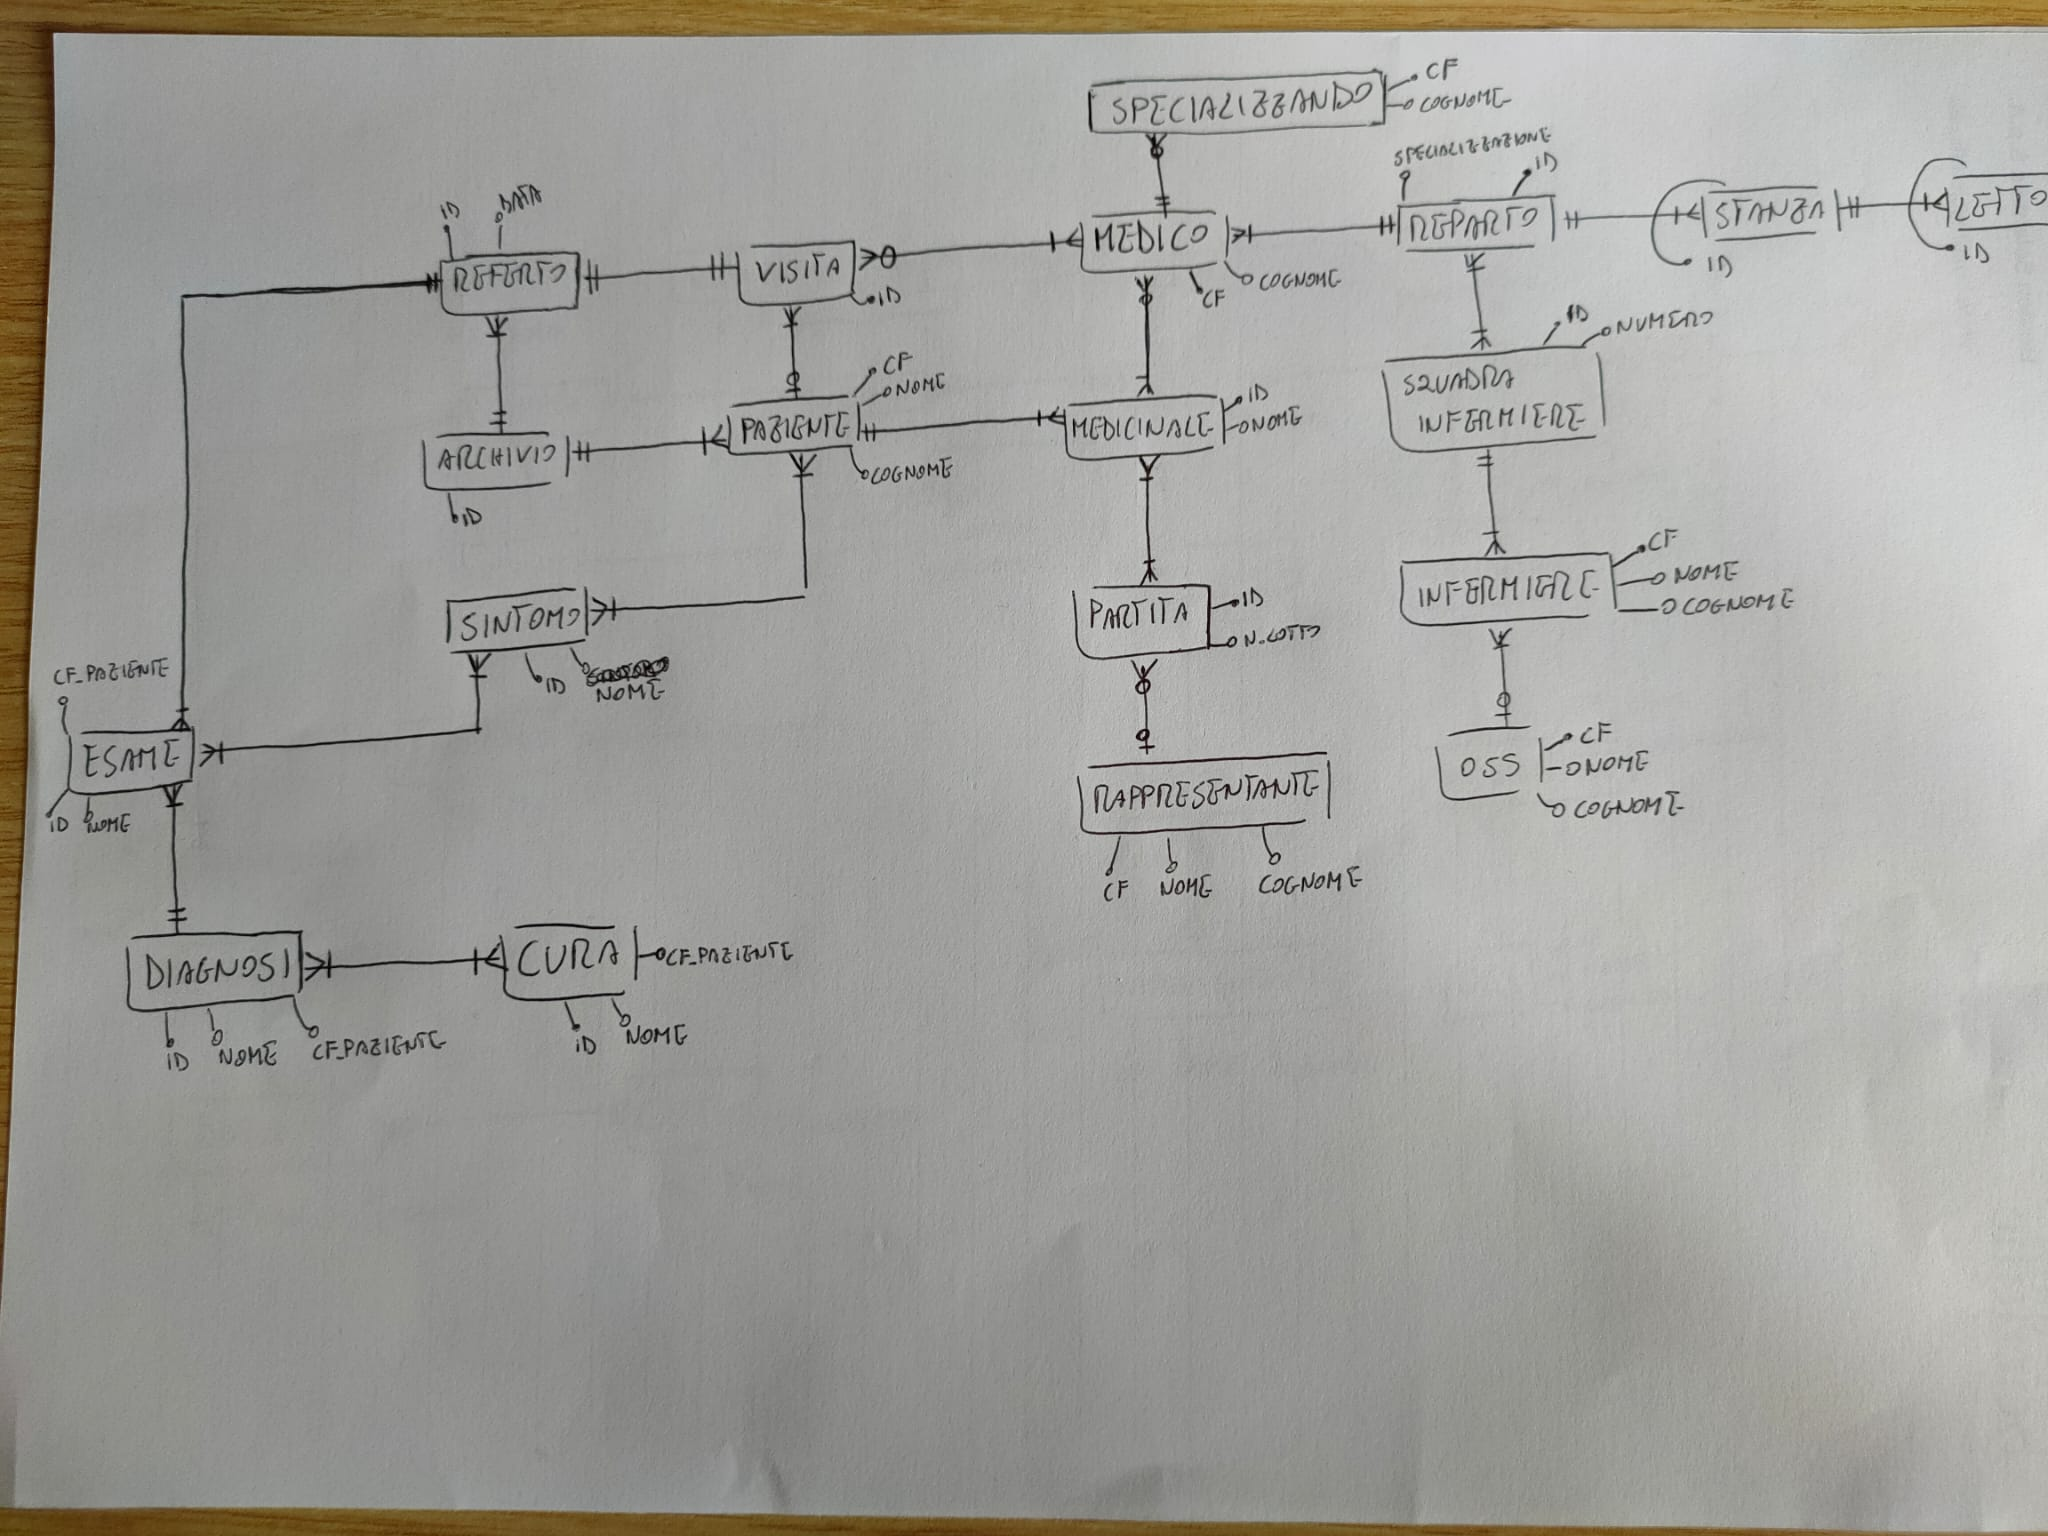 SPECIALIZZANDO
CF
COGNOME
SPECIALIZZAZIONE
ID
REPARTO
STANZA
ID
LETTO
ID
ID
DATA
REFERTO
VISITA
ID
MEDICO
CF
COGNOME
ID
NUMERO
SQUADRA
INFERMIERE
CF
NOME
PAZIENTE
COGNOME
ARCHIVIO
ID
MEDICINALE
ID
NOME
INFERMIERE
CF
NOME
COGNOME
SINTOMO
ID
NOME
PARTITA
ID
N_LOTTO
CF_PAZIENTE
ESAME
ID
NOME
OSS
CF
NOME
COGNOME
RAPPRESENTANTE
CF
NOME
COGNOME
DIAGNOSI
ID
NOME
CF_PAZIENTE
CURA
CF_PAZIENTE
ID
NOME